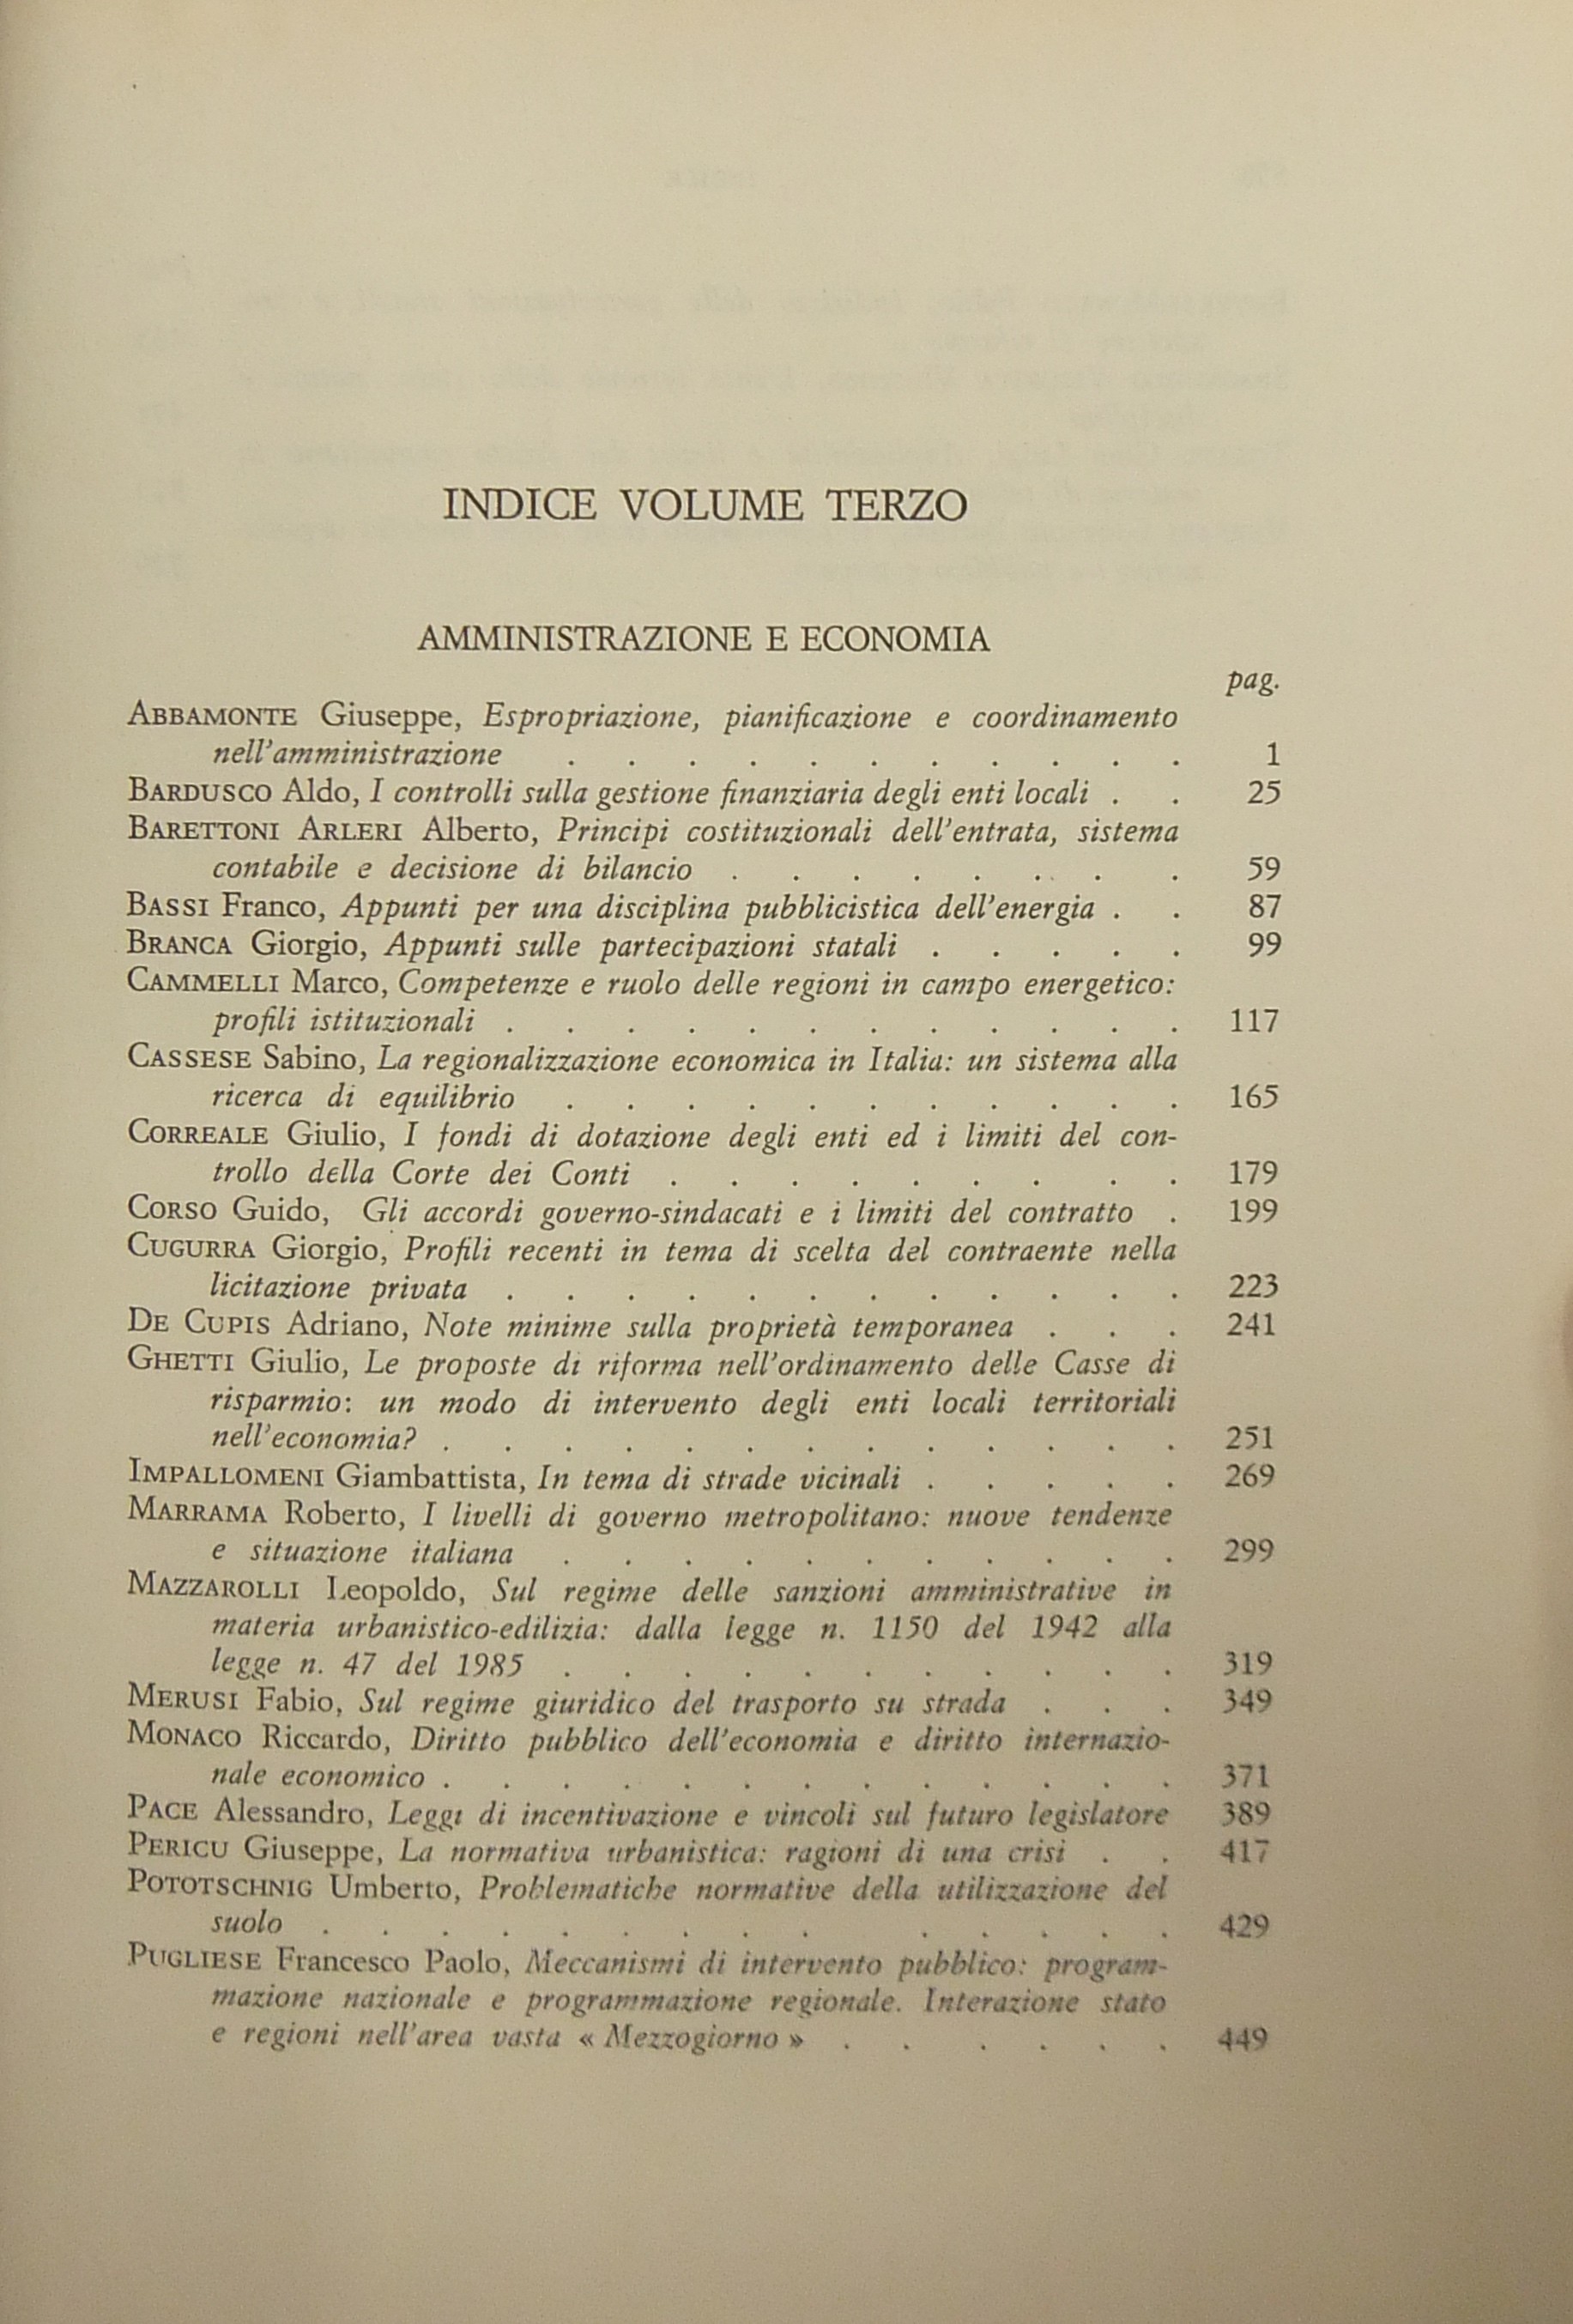 INDICE VOLUME TERZO
AMMINISTRAZIONE E ECONOMIA
pag.
ABBAMONTE Giuseppe, Espropriazione, pianificazione e coordinamento
nell'amministrazione . . . . . . . . . . . 1
BARDUSCO Aldo, I controlli sulla gestione finanziaria degli enti locali . . 25
BARETTONI ARLERI Alberto, Principi costituzionali dell'entrata, sistema
contabile e decisione di bilancio . . . . . . . . 59
BASSI Franco, Appunti per una disciplina pubblicistica dell'energia . . 87
BRANCA Giorgio, Appunti sulle partecipazioni statali . . . . . 99
CAMMELLI Marco, Competenze e ruolo delle regioni in campo energetico:
profili istituzionali . . . . . . . . . . . . 117
CASSESE Sabino, La regionalizzazione economica in Italia: un sistema alla
ricerca di equilibrio . . . . . . . . . . . 165
CORREALE Giulio, I fondi di dotazione degli enti ed i limiti del con-
trollo della Corte dei Conti . . . . . . . . . 179
CORSO Guido, Gli accordi governo-sindacati e i limiti del contratto . 199
CUGURRA Giorgio, Profili recenti in tema di scelta del contraente nella
licitazione privata . . . . . . . . . . . . 223
DE CUPIS Adriano, Note minime sulla proprietà temporanea . . . 241
GHETTI Giulio, Le proposte di riforma nell'ordinamento delle Casse di
risparmio: un modo di intervento degli enti locali territoriali
nell'economia? . . . . . . . . . . . . . 251
IMPALLOMENI Giambattista, In tema di strade vicinali . . . . . 269
MARRAMA Roberto, I livelli di governo metropolitano: nuove tendenze
e situazione italiana . . . . . . . . . . . 299
MAZZAROLLI Leopoldo, Sul regime delle sanzioni amministrative in
materia urbanistico-edilizia: dalla legge n. 1150 del 1942 alla
legge n. 47 del 1985 . . . . . . . . . . . 319
MERUSI Fabio, Sul regime giuridico del trasporto su strada . . . 349
MONACO Riccardo, Diritto pubblico dell'economia e diritto internazio-
nale economico . . . . . . . . . . . . . 371
PACE Alessandro, Leggi di incentivazione e vincoli sul futuro legislatore 389
PERICU Giuseppe, La normativa urbanistica: ragioni di una crisi . . 417
POTOTSCHNIG Umberto, Problematiche normative della utilizzazione del
suolo . . . . . . . . . . . . . . 429
PUGLIESE Francesco Paolo, Meccanismi di intervento pubblico: program-
mazione nazionale e programmazione regionale. Interazione stato
e regioni nell'area vasta « Mezzogiorno » . . . . . . 449